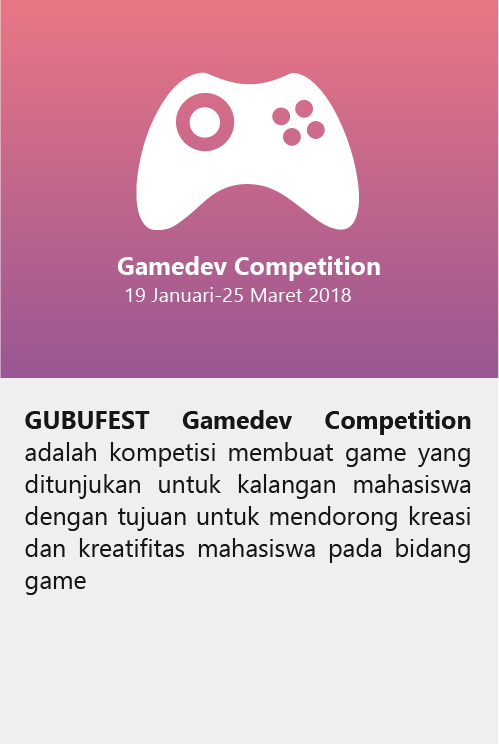 Gamedev Competition
19 Januari-25 Maret 2018
GUBUFEST Gamedev Competition
adalah kompetisi membuat game yang
ditunjukan untuk kalangan mahasiswa
dengan tujuan untuk mendorong kreasi
dan kreatifitas mahasiswa pada bidang
game